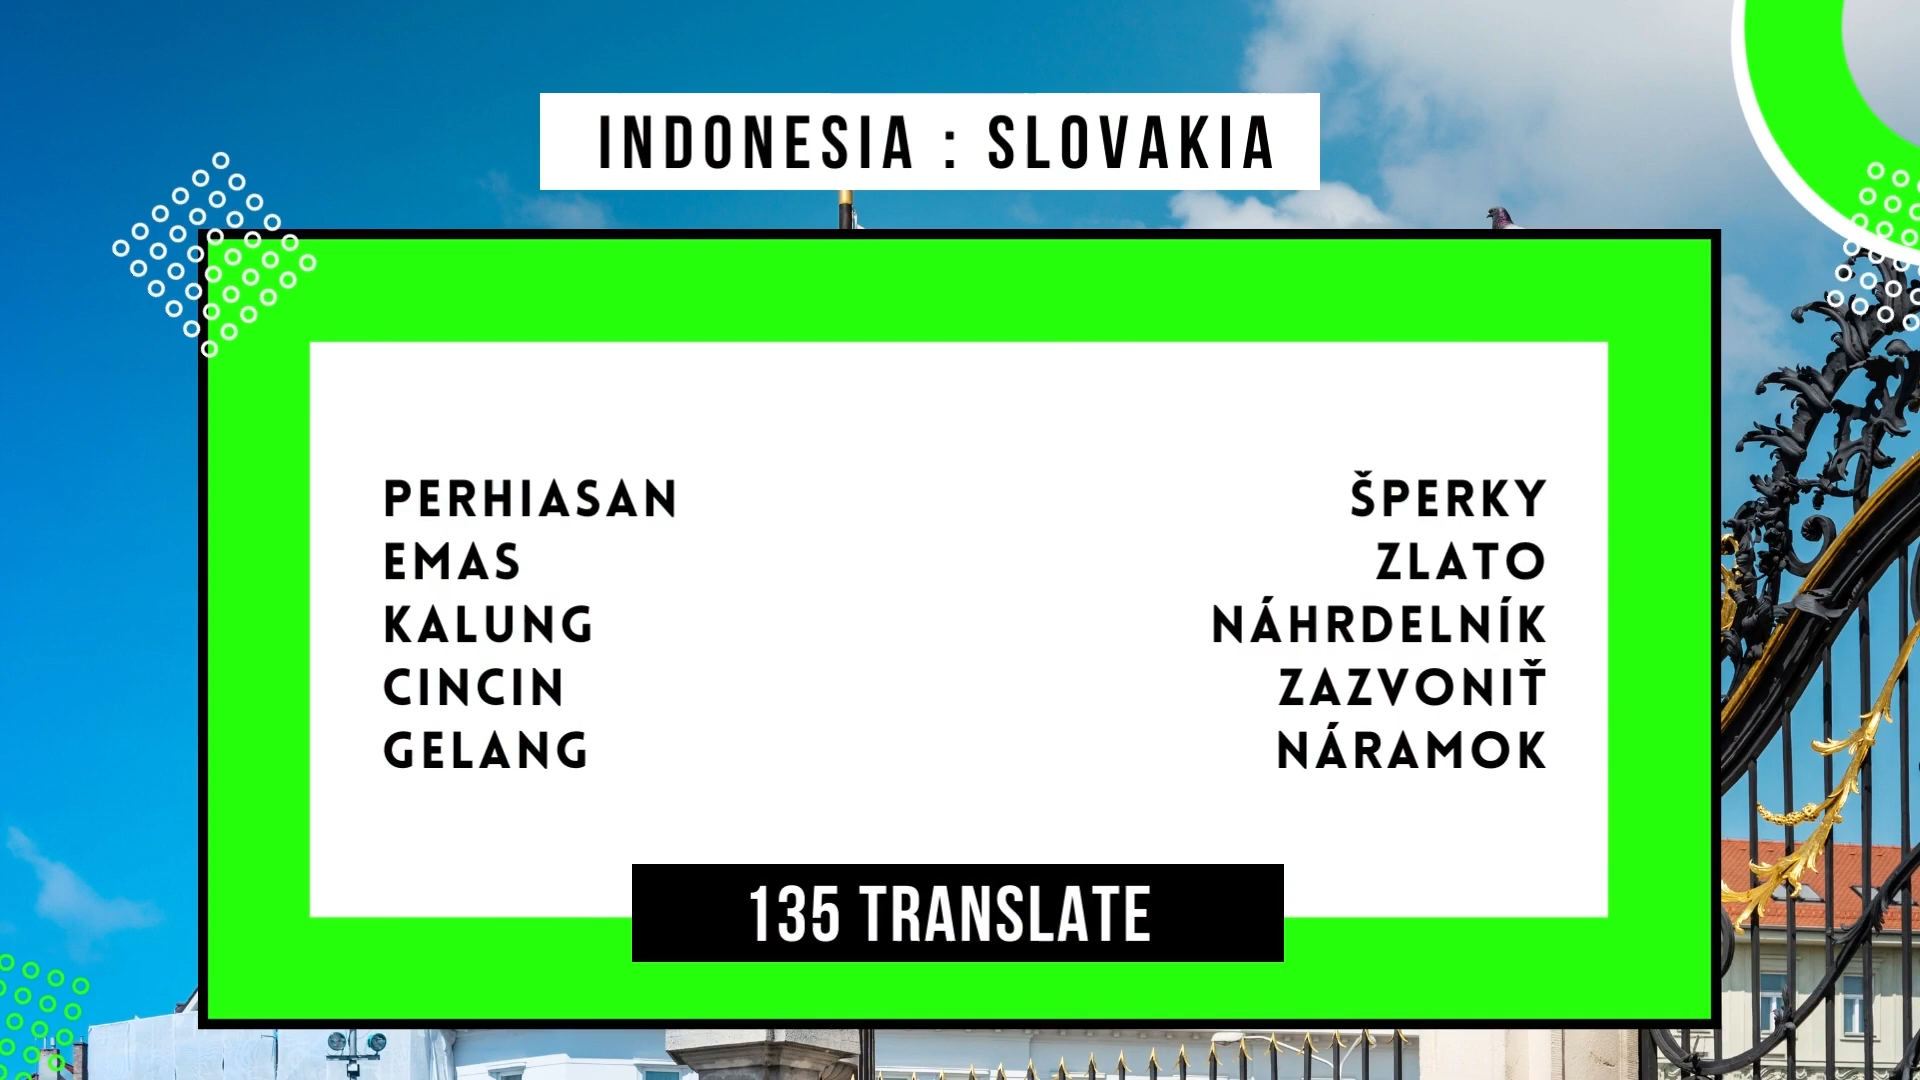 INDONESIA : SLOVAKIA
PERHIASAN ŠPERKY
EMAS ZLATO
KALUNG NÁHRDELNÍK
CINCIN ZAZVONIŤ
GELANG NÁRAMOK
135 TRANSLATE